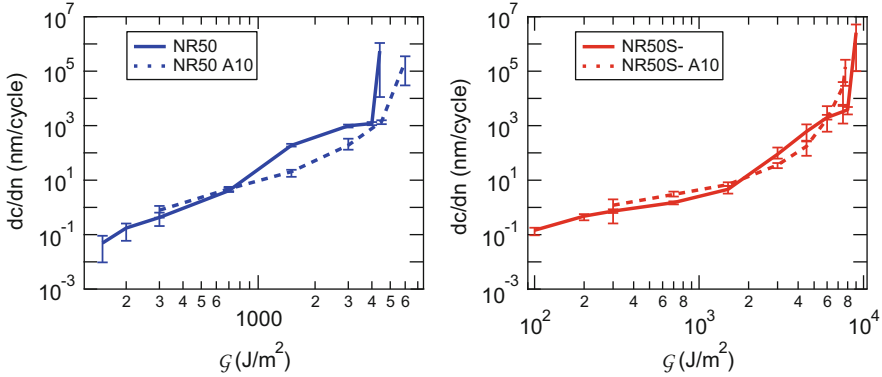 10^7
10^5
10^3
10^1
10^-1
10^-3
dc/dn (nm/cycle)
NR50
NR50 A10
2 3 4 5 6 1000 2 3 4 5 6
𝒢 (J/m^2)
10^7
10^5
10^3
10^1
10^-1
10^-3
dc/dn (nm/cycle)
NR50S-
NR50S- A10
10^2 2 4 6 8 10^3 2 4 6 8 10^4
𝒢 (J/m^2)